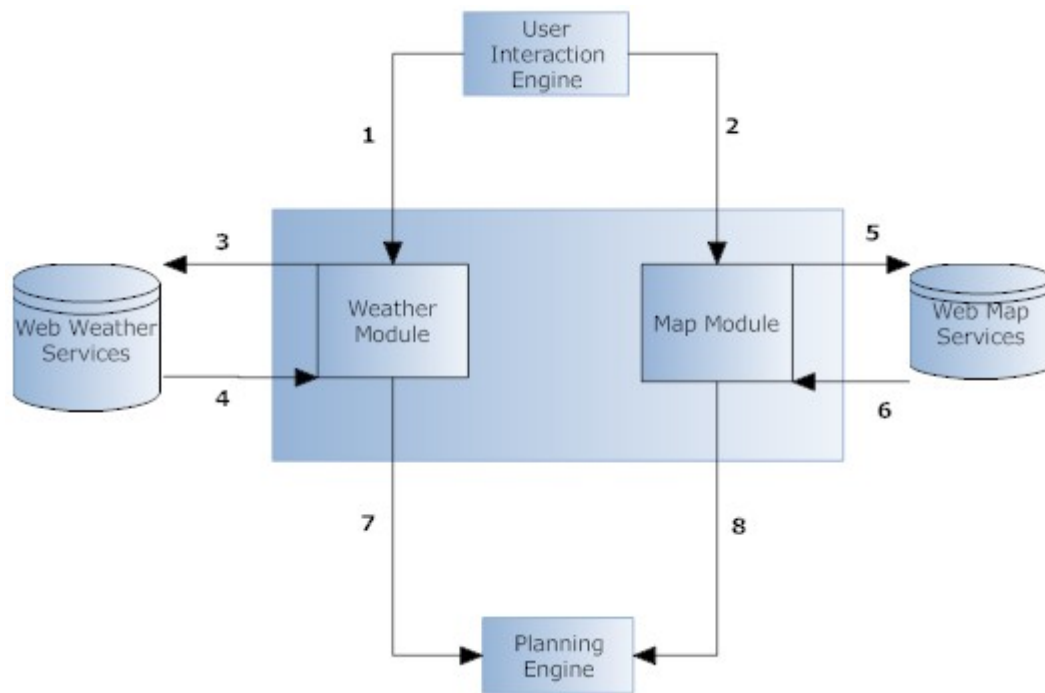 User
Interaction
Engine
1
2
3
5
Web Weather
Services
Weather
Module
Map Module
Web Map
Services
4
6
7
8
Planning
Engine